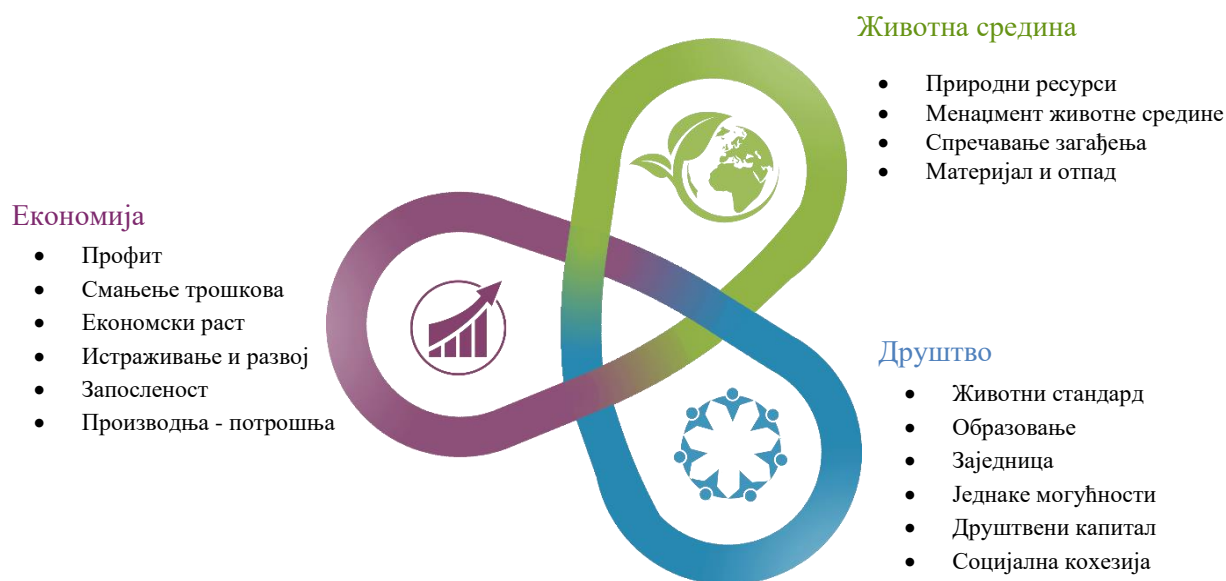 Животна средина
• Природни ресурси
• Менаџмент животне средине
• Спречавање загађења
• Материјал и отпад
Економија
• Профит
• Смањење трошкова
• Економски раст
• Истраживање и развој
• Запосленост
• Производња - потрошња
Друштво
• Животни стандард
• Образовање
• Заједница
• Једнаке могућности
• Друштвени капитал
• Социјална кохезија